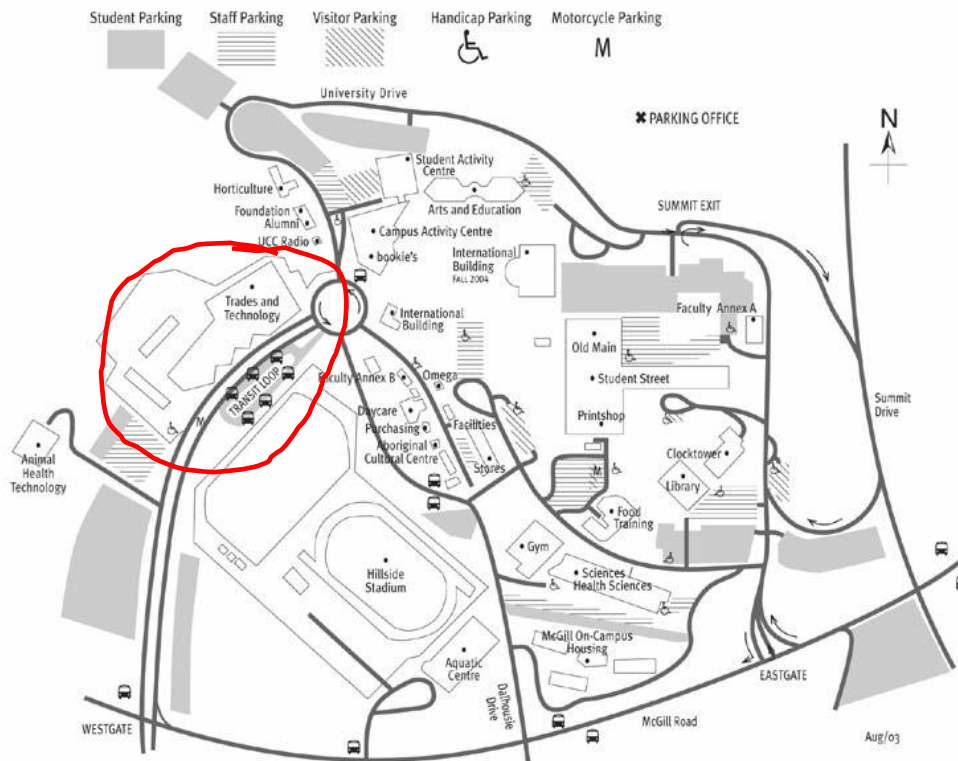 Student Parking
Staff Parking
Visitor Parking
Handicap Parking
Motorcycle Parking
M
University Drive
✖ PARKING OFFICE
N
Student Activity
Centre
Horticulture
Arts and Education
Foundation
Alumni
SUMMIT EXIT
Campus Activity Centre
UCC Radio
bookie's
International
Building
FALL 2004
Trades and
Technology
International
Building
Faculty Annex A
Old Main
TRANSIT LOOP
Faculty Annex B
Omega
Student Street
Summit
Drive
Daycare
Printshop
M
Purchasing
Facilities
Aboriginal
Cultural Centre
Clocktower
Animal
Health
Technology
Stores
M
Library
Food
Training
Gym
Hillside
Stadium
Sciences /
Health Sciences
McGill On-Campus
Housing
Aquatic
Centre
EASTGATE
Dalhousie
Drive
McGill Road
WESTGATE
Aug/03